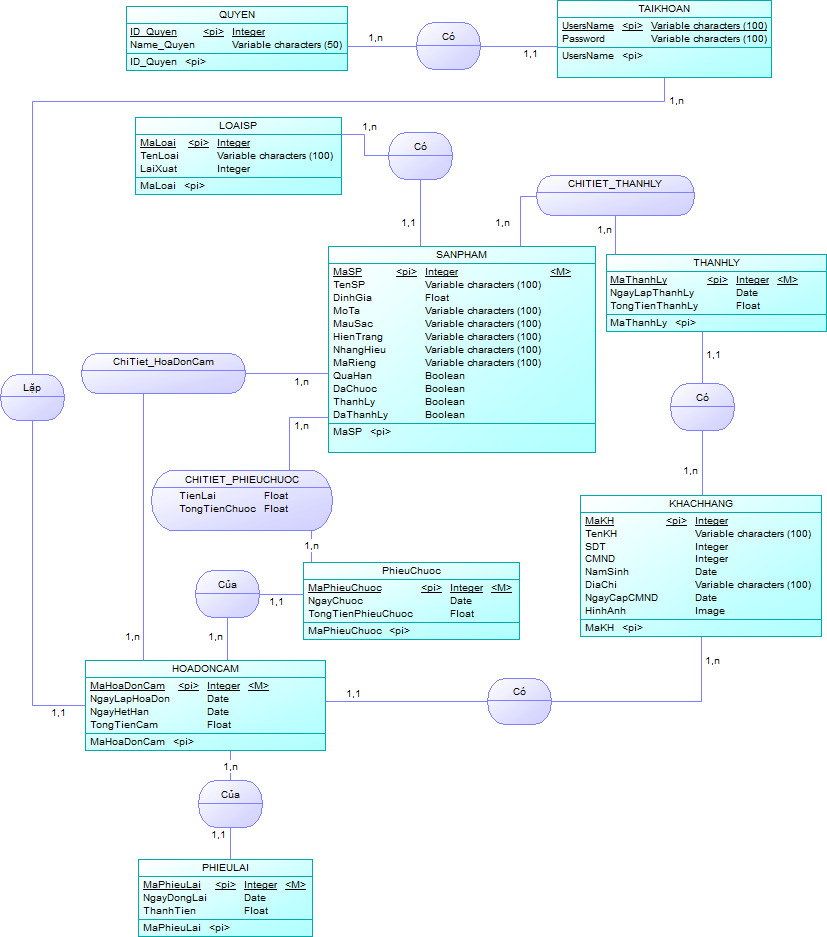 QUYEN
ID_Quyen <pi> Integer
Name_Quyen Variable characters (50)
ID_Quyen <pi>
1,n
Có
1,1
TAIKHOAN
UsersName <pi> Variable characters (100)
Password Variable characters (100)
UsersName <pi>
1,n
LOAISP
MaLoai <pi> Integer
TenLoai Variable characters (100)
LaiXuat Integer
MaLoai <pi>
1,n
Có
1,1
CHITIET_THANHLY
1,n
1,n
SANPHAM
MaSP <pi> Integer <M>
TenSP Variable characters (100)
DinhGia Float
MoTa Variable characters (100)
MauSac Variable characters (100)
HienTrang Variable characters (100)
NhangHieu Variable characters (100)
MaRieng Variable characters (100)
QuaHan Boolean
DaChuoc Boolean
ThanhLy Boolean
DaThanhLy Boolean
MaSP <pi>
THANHLY
MaThanhLy <pi> Integer <M>
NgayLapThanhLy Date
TongTienThanhLy Float
MaThanhLy <pi>
1,1
Có
1,n
ChiTiet_HoaDonCam
1,n
Lặp
1,n
CHITIET_PHIEUCHUOC
TienLai Float
TongTienChuoc Float
1,n
KHACHHANG
MaKH <pi> Integer
TenKH Variable characters (100)
SDT Integer
CMND Integer
NamSinh Date
DiaChi Variable characters (100)
NgayCapCMND Date
HinhAnh Image
MaKH <pi>
1,n
PhieuChuoc
MaPhieuChuoc <pi> Integer <M>
NgayChuoc Date
TongTienPhieuChuoc Float
MaPhieuChuoc <pi>
Của
1,1
1,n
1,n
HOADONCAM
MaHoaDonCam <pi> Integer <M>
NgayLapHoaDon Date
NgayHetHan Date
TongTienCam Float
MaHoaDonCam <pi>
1,1
1,1
Có
1,n
Của
1,1
PHIEULAI
MaPhieuLai <pi> Integer <M>
NgayDongLai Date
ThanhTien Float
MaPhieuLai <pi>